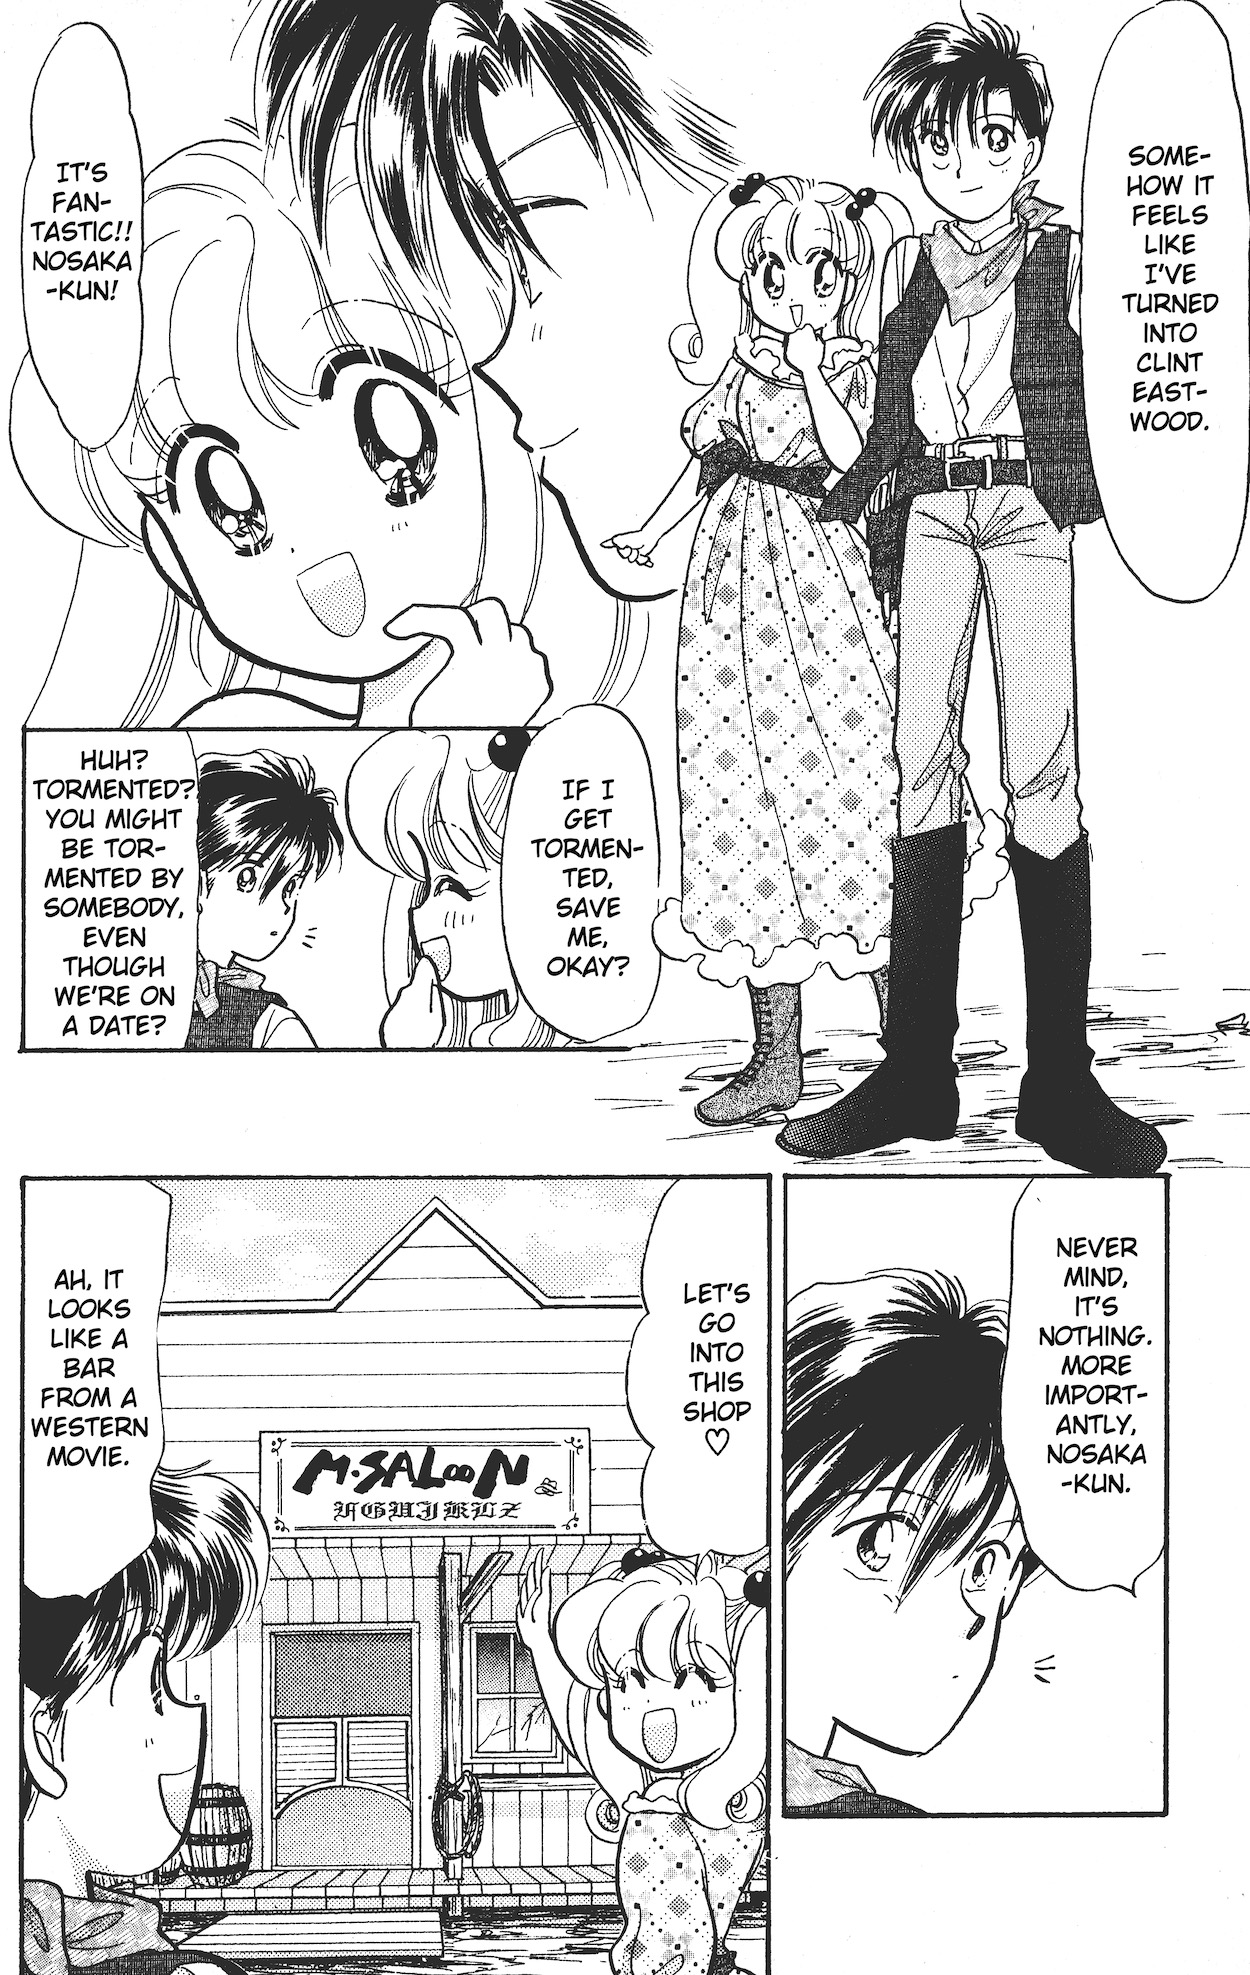 SOME-
HOW IT
FEELS
LIKE
I'VE
TURNED
INTO
CLINT
EAST-
WOOD.
IT'S
FAN-
TASTIC!!
NOSAKA
-KUN!
IF I
GET
TORMEN-
TED,
SAVE
ME,
OKAY?
HUH?
TORMENTED?
YOU MIGHT
BE TOR-
MENTED BY
SOMEBODY,
EVEN
THOUGH
WE'RE ON
A DATE?
NEVER
MIND,
IT'S
NOTHING.
MORE
IMPORT-
ANTLY,
NOSAKA
-KUN.
LET'S
GO
INTO
THIS
SHOP
♡
AH, IT
LOOKS
LIKE A
BAR
FROM A
WESTERN
MOVIE.
M·SALOON
FGUIJKLZ